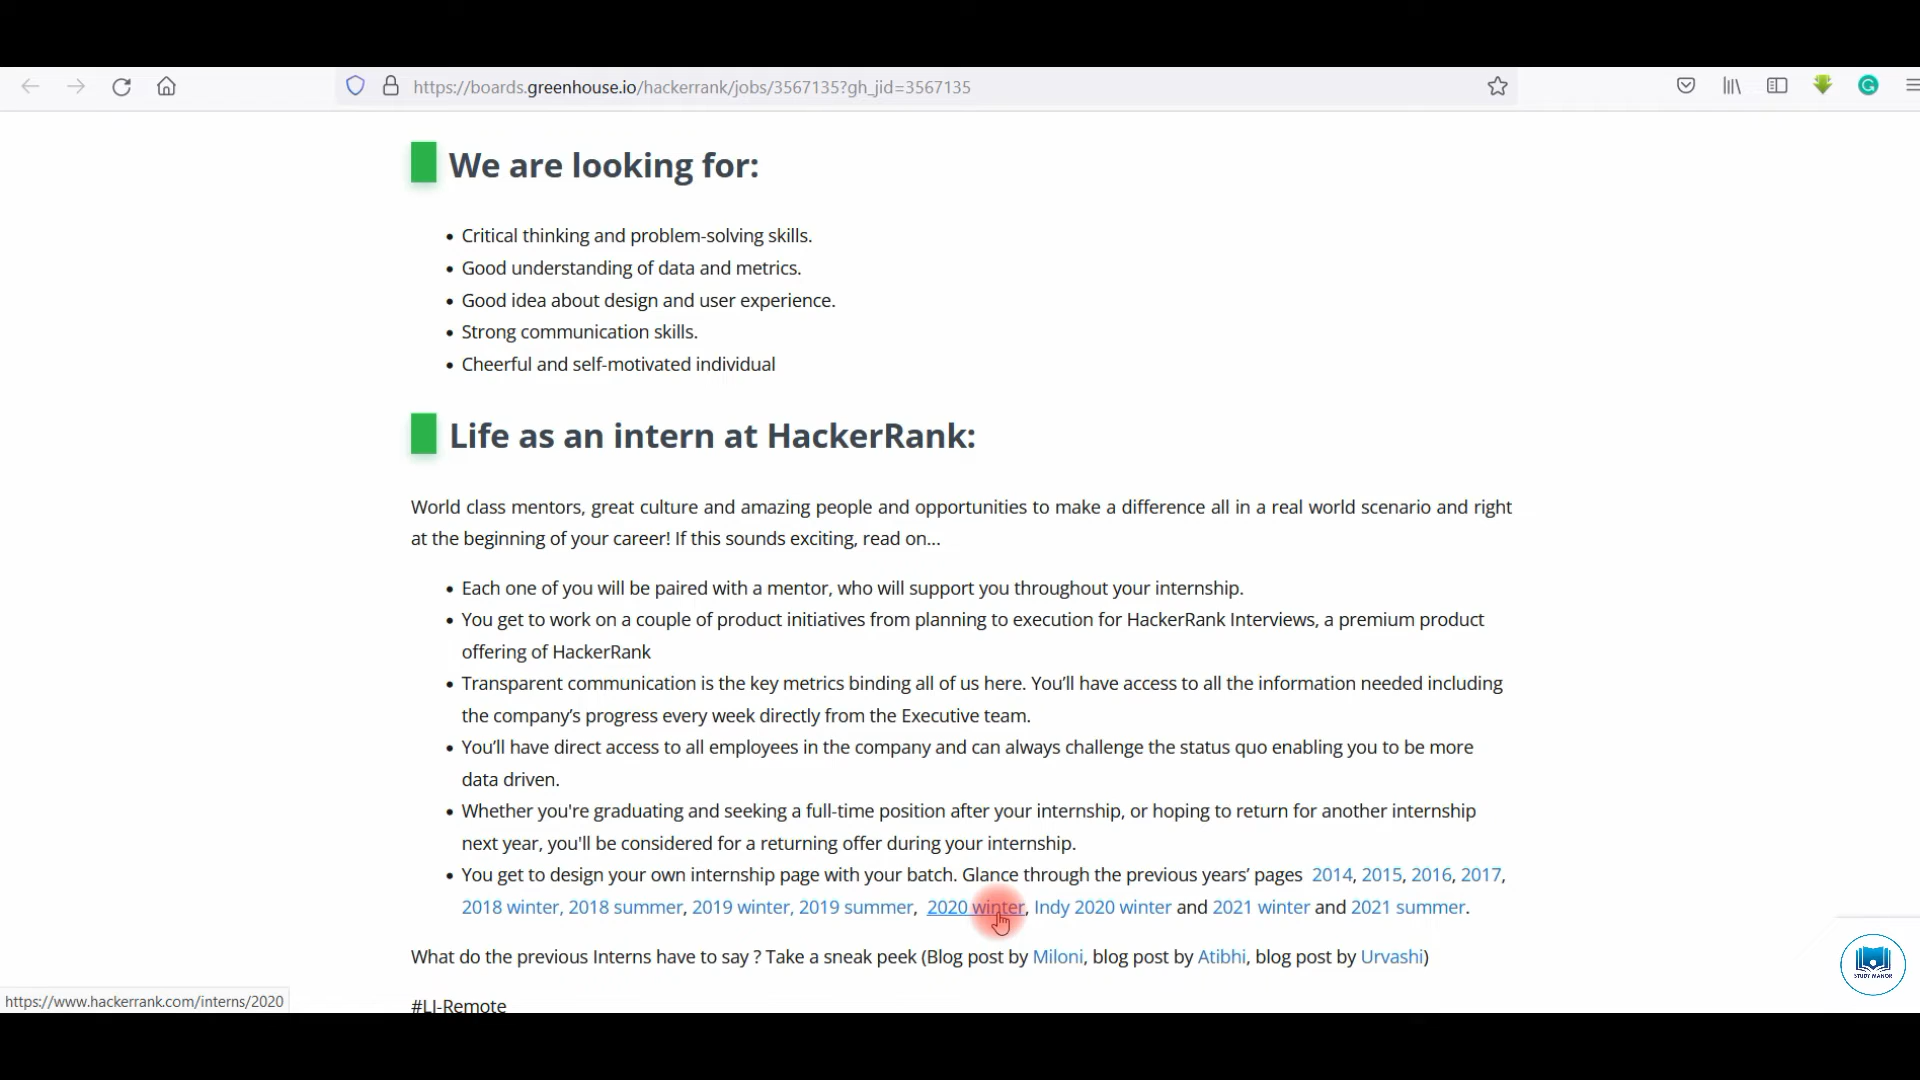 https://boards.greenhouse.io/hackerrank/jobs/3567135?gh_jid=3567135
We are looking for:
• Critical thinking and problem-solving skills.
• Good understanding of data and metrics.
• Good idea about design and user experience.
• Strong communication skills.
• Cheerful and self-motivated individual
Life as an intern at HackerRank:
World class mentors, great culture and amazing people and opportunities to make a difference all in a real world scenario and right
at the beginning of your career! If this sounds exciting, read on...
• Each one of you will be paired with a mentor, who will support you throughout your internship.
• You get to work on a couple of product initiatives from planning to execution for HackerRank Interviews, a premium product
offering of HackerRank
• Transparent communication is the key metrics binding all of us here. You’ll have access to all the information needed including
the company’s progress every week directly from the Executive team.
• You’ll have direct access to all employees in the company and can always challenge the status quo enabling you to be more
data driven.
• Whether you're graduating and seeking a full-time position after your internship, or hoping to return for another internship
next year, you'll be considered for a returning offer during your internship.
• You get to design your own internship page with your batch. Glance through the previous years’ pages 2014, 2015, 2016, 2017,
2018 winter, 2018 summer, 2019 winter, 2019 summer, 2020 winter, Indy 2020 winter and 2021 winter and 2021 summer.
What do the previous Interns have to say ? Take a sneak peek (Blog post by Miloni, blog post by Atibhi, blog post by Urvashi)
STUDY MANOR
https://www.hackerrank.com/interns/2020
#LI-Remote